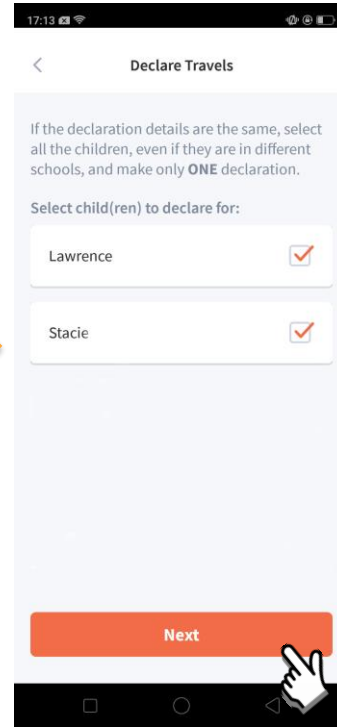 17:13
Declare Travels
If the declaration details are the same, select
all the children, even if they are in different
schools, and make only ONE declaration.
Select child(ren) to declare for:
Lawrence
Stacie
Next